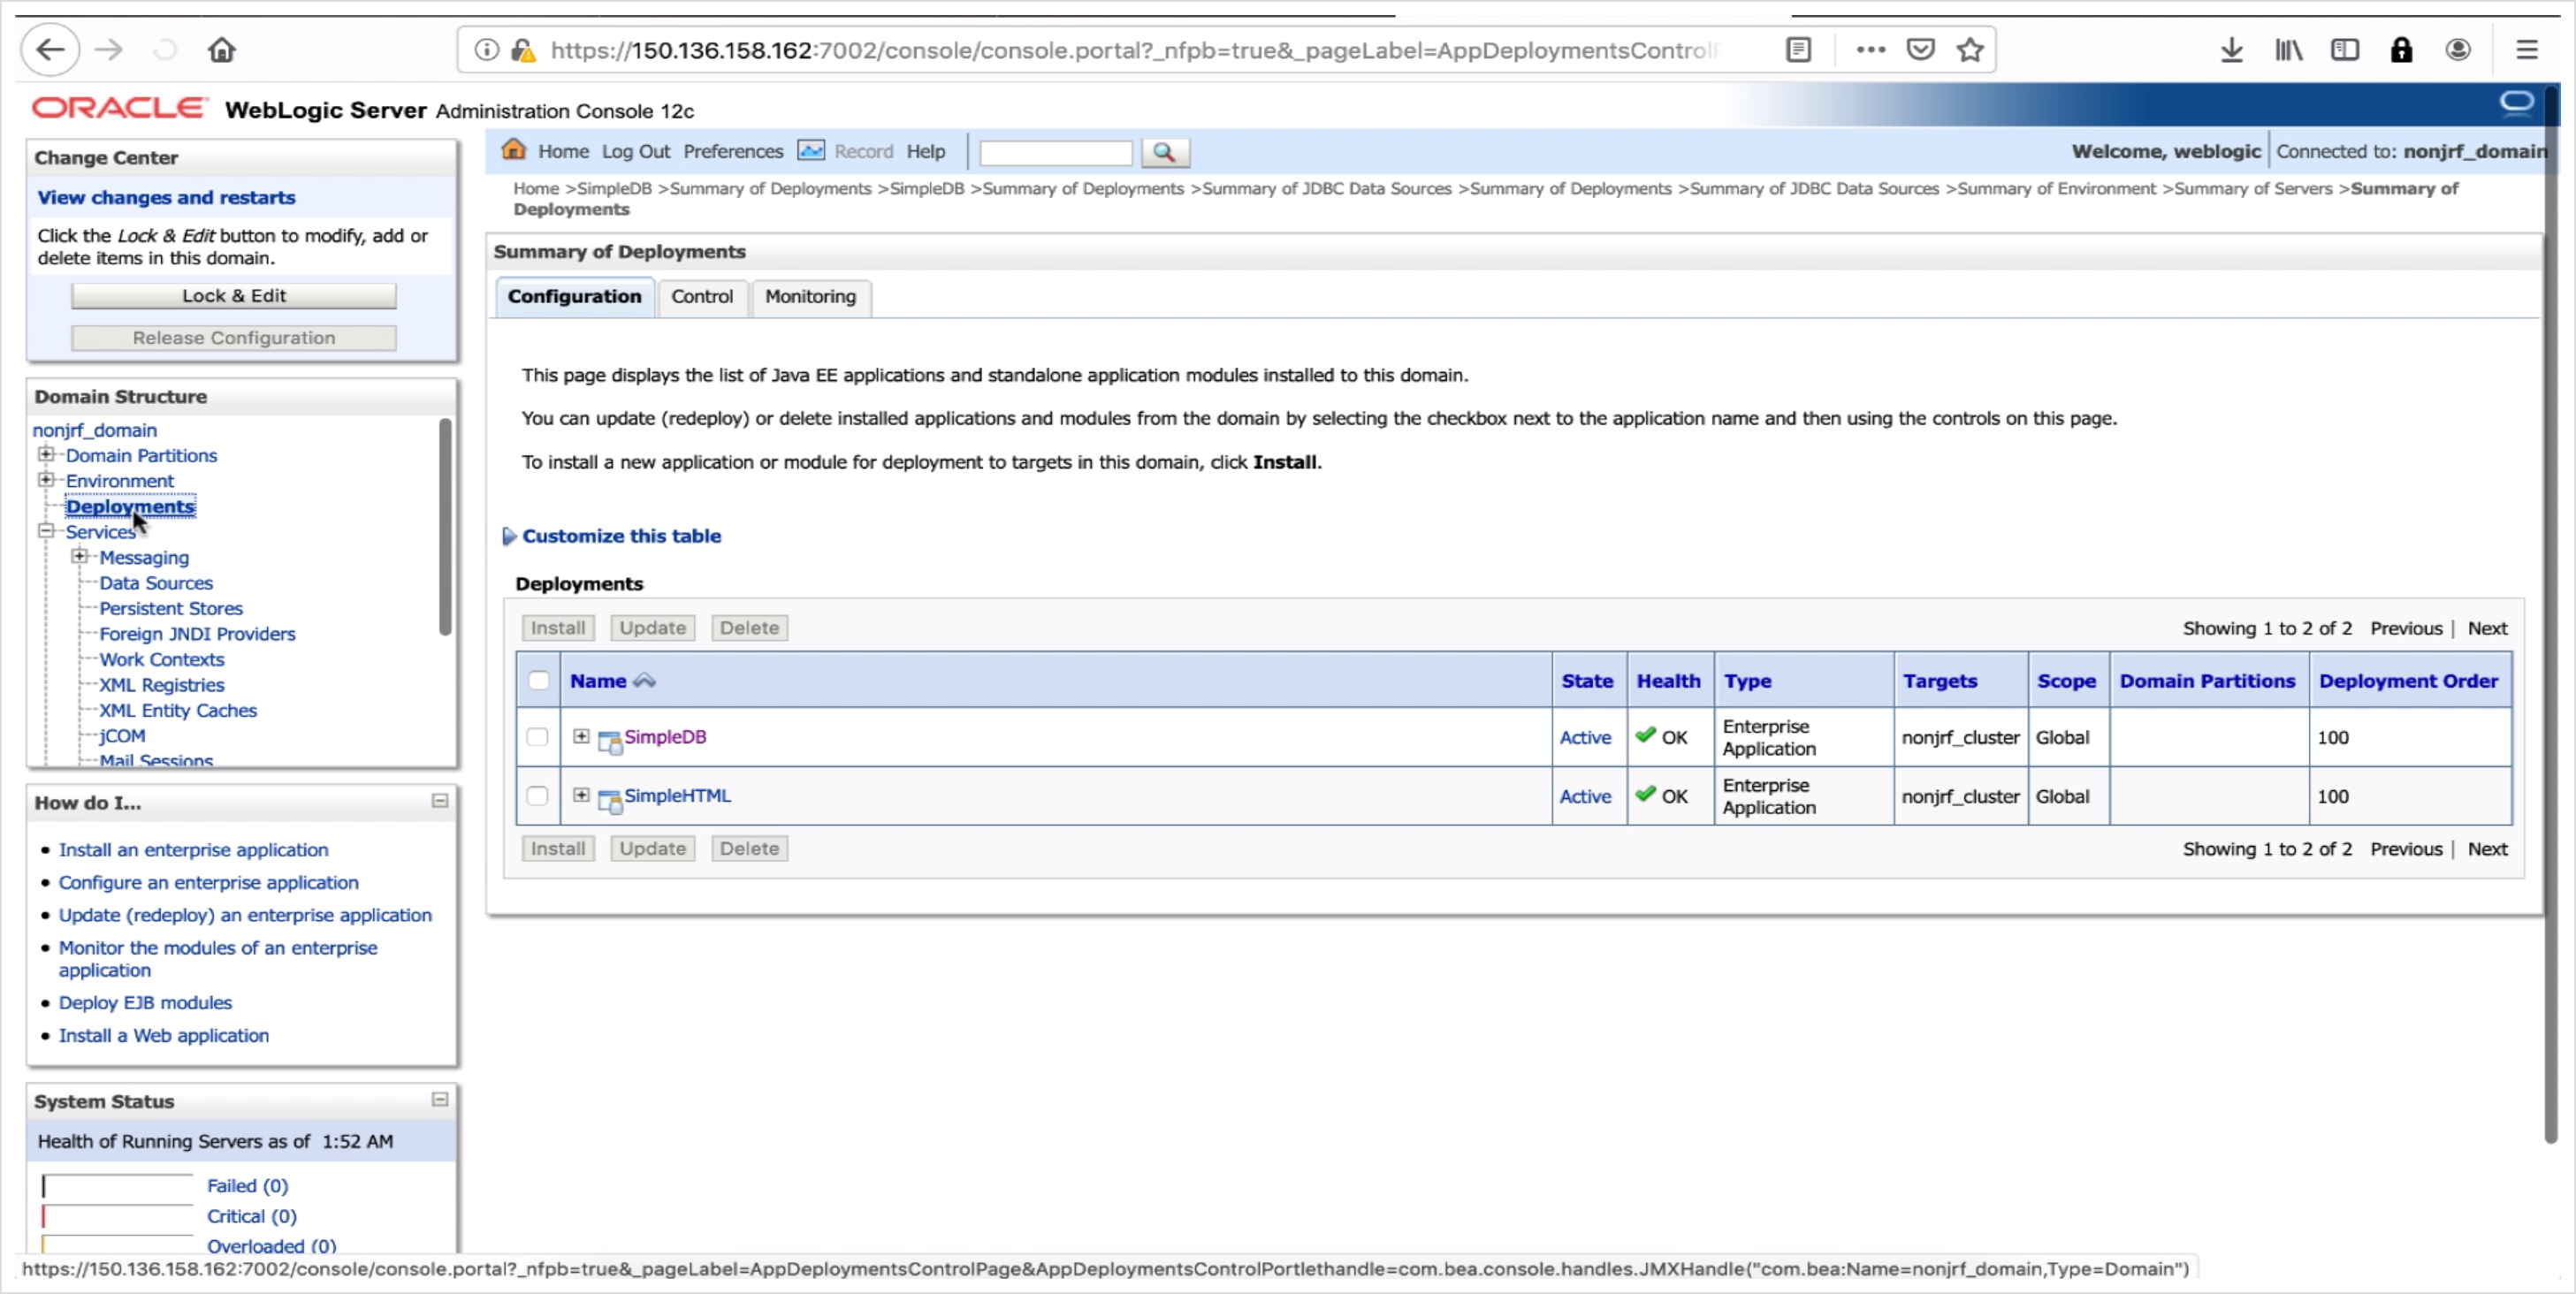 https://150.136.158.162:7002/console/console.portal?_nfpb=true&_pageLabel=AppDeploymentsControl
ORACLE WebLogic Server Administration Console 12c
Change Center
View changes and restarts
Click the Lock & Edit button to modify, add or
delete items in this domain.
Lock & Edit
Release Configuration
Domain Structure
nonjrf_domain
Domain Partitions
Environment
Deployments
Services
Messaging
Data Sources
Persistent Stores
Foreign JNDI Providers
Work Contexts
XML Registries
XML Entity Caches
jCOM
Mail Sessions
How do I...
Install an enterprise application
Configure an enterprise application
Update (redeploy) an enterprise application
Monitor the modules of an enterprise
application
Deploy EJB modules
Install a Web application
System Status
Health of Running Servers as of 1:52 AM
Failed (0)
Critical (0)
Overloaded (0)
Home Log Out Preferences Record Help
Welcome, weblogic Connected to: nonjrf_domain
Home >SimpleDB >Summary of Deployments >SimpleDB >Summary of Deployments >Summary of JDBC Data Sources >Summary of Deployments >Summary of JDBC Data Sources >Summary of Environment >Summary of Servers >Summary of
Deployments
Summary of Deployments
Configuration Control Monitoring
This page displays the list of Java EE applications and standalone application modules installed to this domain.
You can update (redeploy) or delete installed applications and modules from the domain by selecting the checkbox next to the application name and then using the controls on this page.
To install a new application or module for deployment to targets in this domain, click Install.
Customize this table
Deployments
Install Update Delete Showing 1 to 2 of 2 Previous | Next
Name State Health Type Targets Scope Domain Partitions Deployment Order
SimpleDB Active OK Enterprise Application nonjrf_cluster Global 100
SimpleHTML Active OK Enterprise Application nonjrf_cluster Global 100
Install Update Delete Showing 1 to 2 of 2 Previous | Next
https://150.136.158.162:7002/console/console.portal?_nfpb=true&_pageLabel=AppDeploymentsControlPage&AppDeploymentsControlPortlethandle=com.bea.console.handles.JMXHandle("com.bea:Name=nonjrf_domain,Type=Domain")